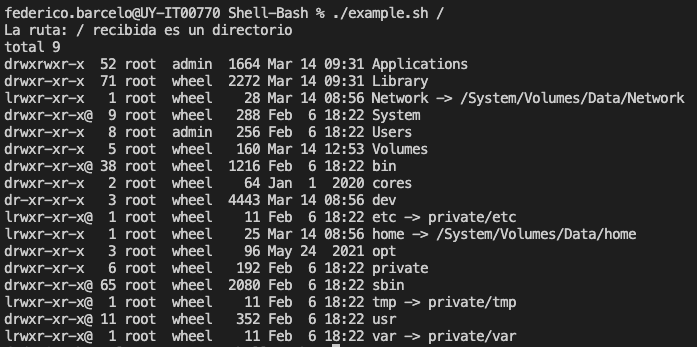 federico.barcelo@UY-IT00770 Shell-Bash % ./example.sh /
La ruta: / recibida es un directorio
total 9
drwxrwxr-x  52 root  admin  1664 Mar 14 09:31 Applications
drwxr-xr-x  71 root  wheel  2272 Mar 14 09:31 Library
lrwxr-xr-x   1 root  wheel    28 Mar 14 08:56 Network -> /System/Volumes/Data/Network
drwxr-xr-x@  9 root  wheel   288 Feb  6 18:22 System
drwxr-xr-x   8 root  admin   256 Feb  6 18:22 Users
drwxr-xr-x   5 root  wheel   160 Mar 14 12:53 Volumes
drwxr-xr-x@ 38 root  wheel  1216 Feb  6 18:22 bin
drwxr-xr-x   2 root  wheel    64 Jan  1  2020 cores
dr-xr-xr-x   3 root  wheel  4443 Mar 14 08:56 dev
lrwxr-xr-x@  1 root  wheel    11 Feb  6 18:22 etc -> private/etc
lrwxr-xr-x   1 root  wheel    25 Mar 14 08:56 home -> /System/Volumes/Data/home
drwxr-xr-x   3 root  wheel    96 May 24  2021 opt
drwxr-xr-x   6 root  wheel   192 Feb  6 18:22 private
drwxr-xr-x@ 65 root  wheel  2080 Feb  6 18:22 sbin
lrwxr-xr-x@  1 root  wheel    11 Feb  6 18:22 tmp -> private/tmp
drwxr-xr-x@ 11 root  wheel   352 Feb  6 18:22 usr
lrwxr-xr-x@  1 root  wheel    11 Feb  6 18:22 var -> private/var